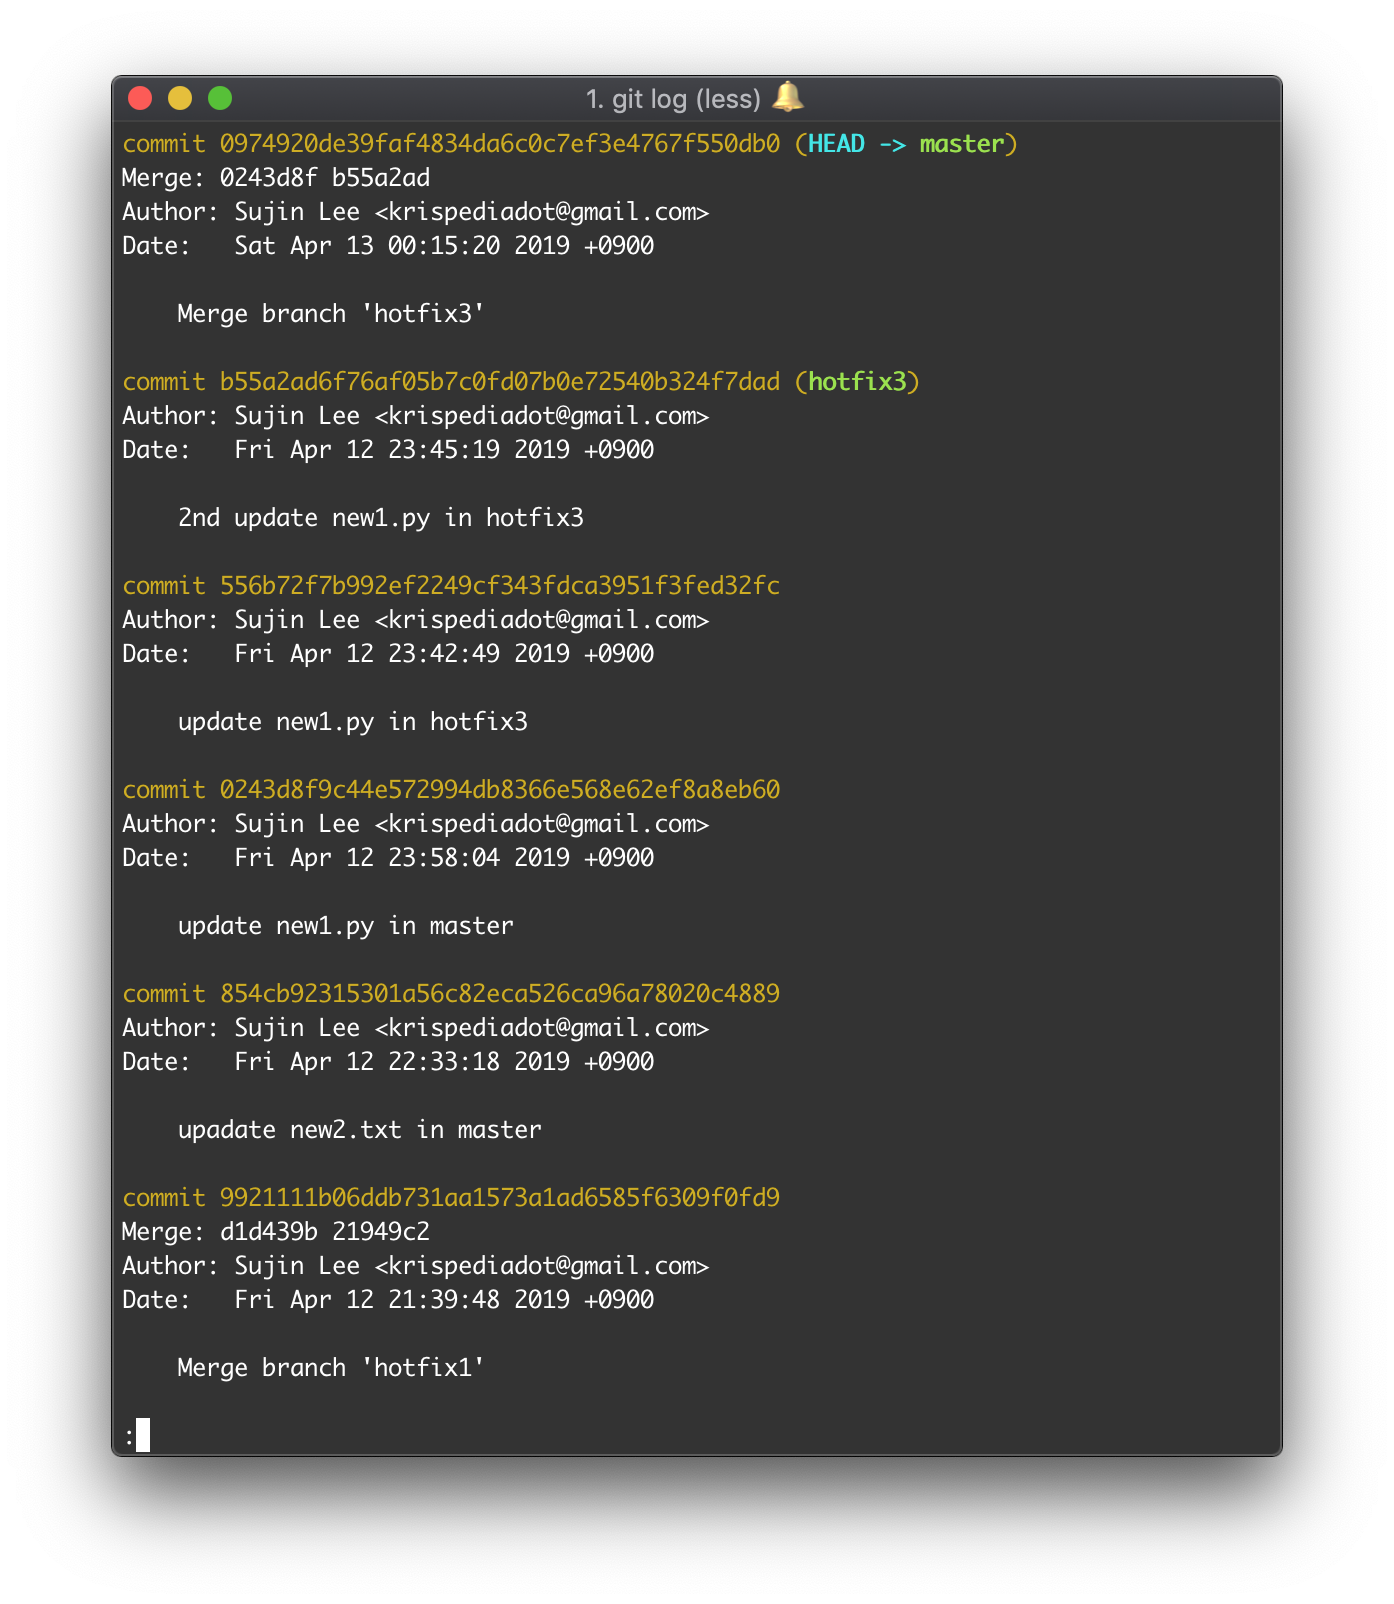 1. git log (less) 🔔
commit 0974920de39faf4834da6c0c7ef3e4767f550db0 (HEAD -> master)
Merge: 0243d8f b55a2ad
Author: Sujin Lee <krispediadot@gmail.com>
Date:   Sat Apr 13 00:15:20 2019 +0900
    Merge branch 'hotfix3'
commit b55a2ad6f76af05b7c0fd07b0e72540b324f7dad (hotfix3)
Author: Sujin Lee <krispediadot@gmail.com>
Date:   Fri Apr 12 23:45:19 2019 +0900
    2nd update new1.py in hotfix3
commit 556b72f7b992ef2249cf343fdca3951f3fed32fc
Author: Sujin Lee <krispediadot@gmail.com>
Date:   Fri Apr 12 23:42:49 2019 +0900
    update new1.py in hotfix3
commit 0243d8f9c44e572994db8366e568e62ef8a8eb60
Author: Sujin Lee <krispediadot@gmail.com>
Date:   Fri Apr 12 23:58:04 2019 +0900
    update new1.py in master
commit 854cb92315301a56c82eca526ca96a78020c4889
Author: Sujin Lee <krispediadot@gmail.com>
Date:   Fri Apr 12 22:33:18 2019 +0900
    upadate new2.txt in master
commit 9921111b06ddb731aa1573a1ad6585f6309f0fd9
Merge: d1d439b 21949c2
Author: Sujin Lee <krispediadot@gmail.com>
Date:   Fri Apr 12 21:39:48 2019 +0900
    Merge branch 'hotfix1'
: